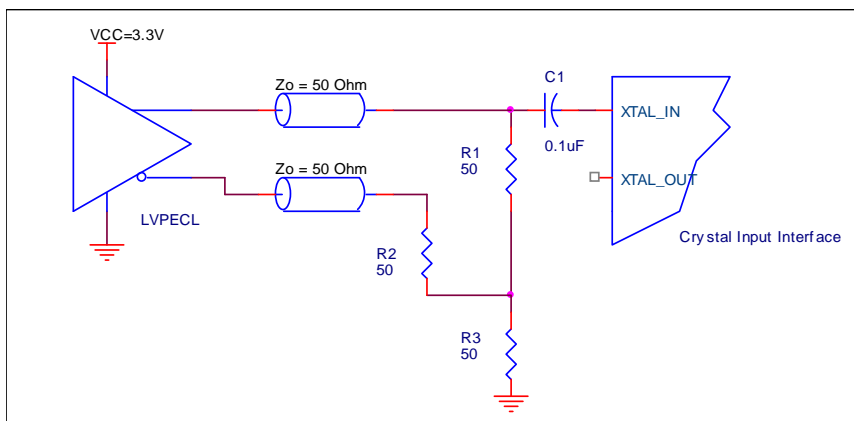 VCC=3.3V
Zo = 50 Ohm
C1
XTAL_IN
0.1uF
R1
50
Zo = 50 Ohm
XTAL_OUT
LVPECL
Crystal Input Interface
R2
50
R3
50